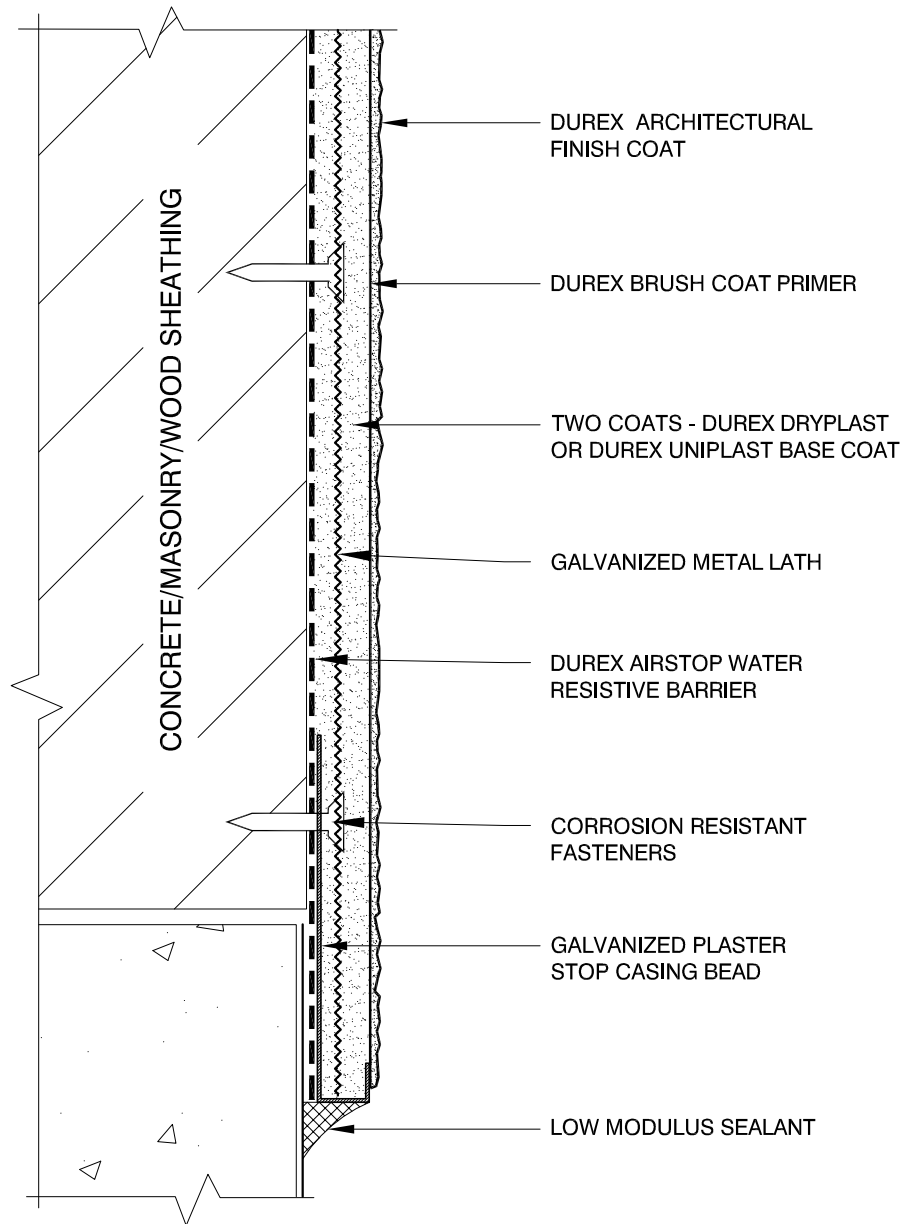 DUREX ARCHITECTURAL
FINISH COAT
DUREX BRUSH COAT PRIMER
CONCRETE/MASONRY/WOOD SHEATHING
TWO COATS - DUREX DRYPLAST
OR DUREX UNIPLAST BASE COAT
GALVANIZED METAL LATH
DUREX AIRSTOP WATER
RESISTIVE BARRIER
CORROSION RESISTANT
FASTENERS
GALVANIZED PLASTER
STOP CASING BEAD
LOW MODULUS SEALANT